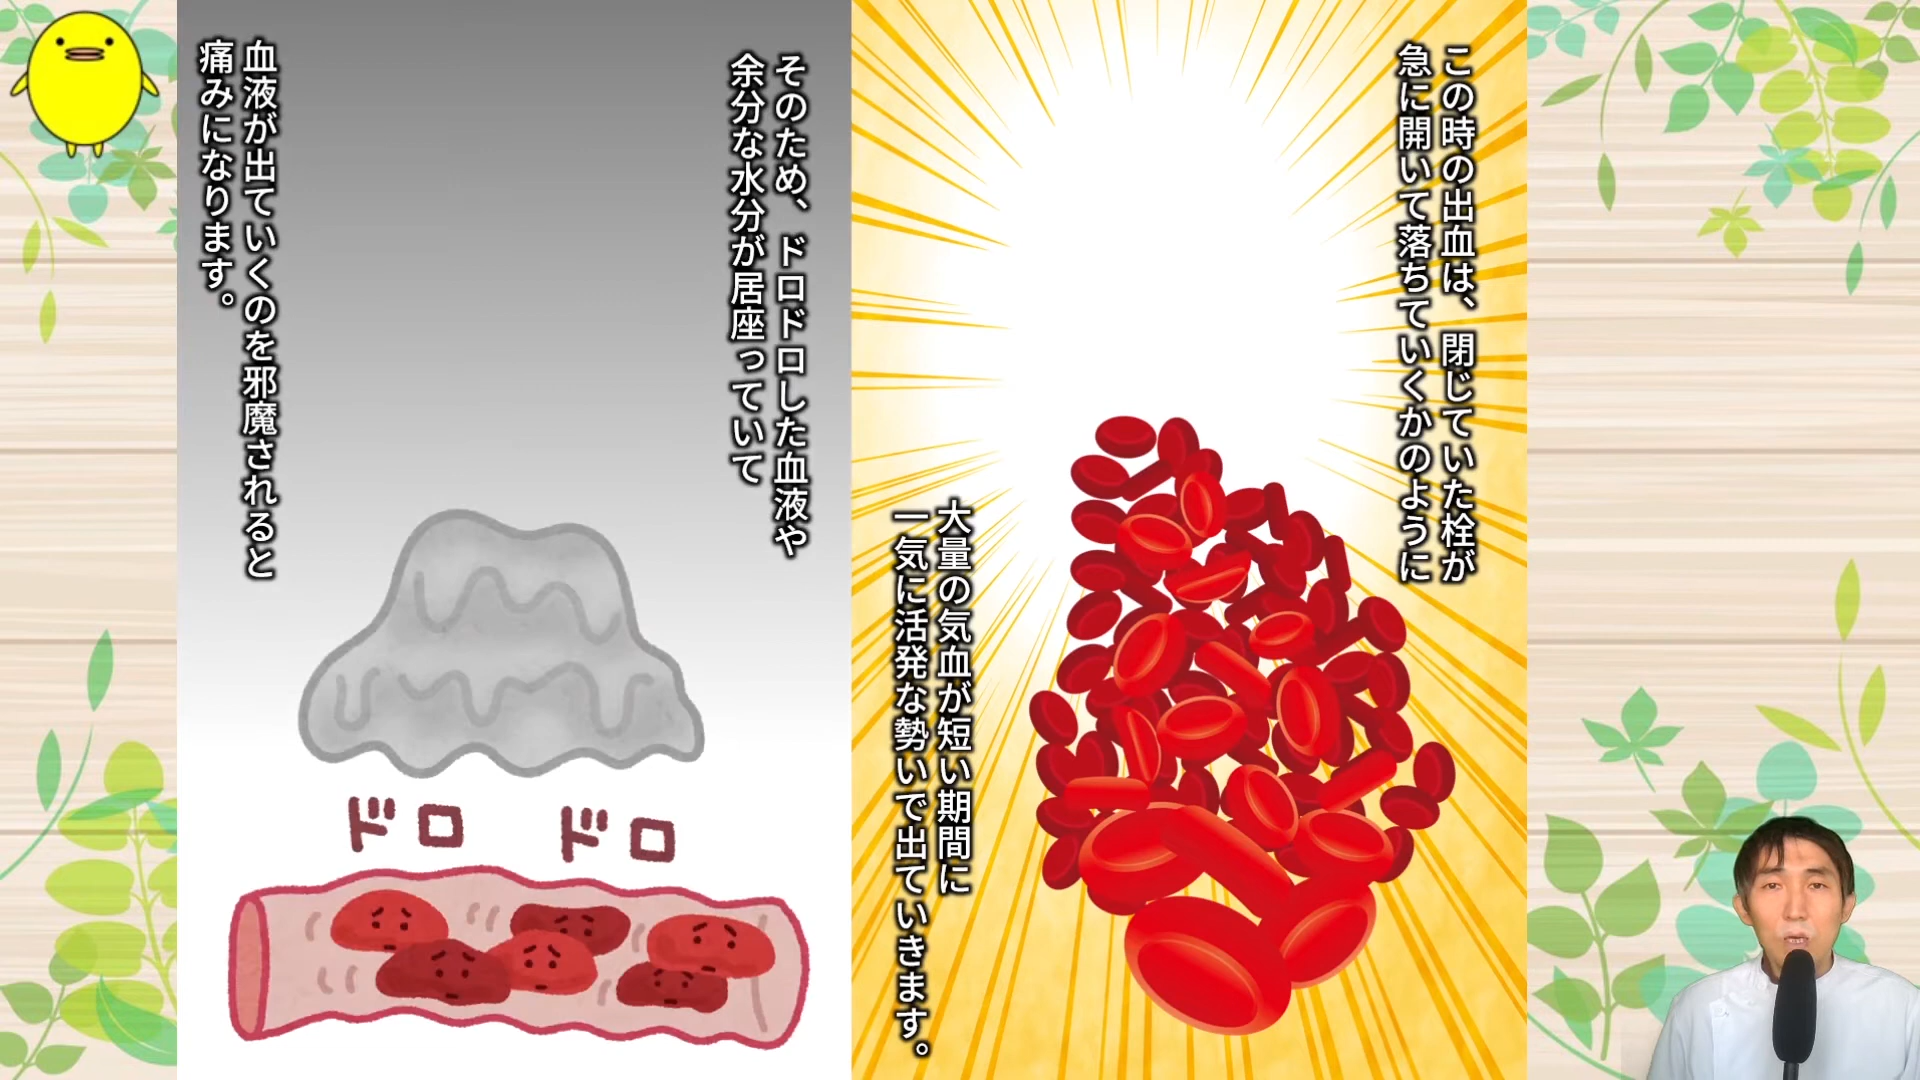 この時の出血は、閉じていた栓が
急に開いて落ちていくかのように
大量の気血が短い期間に
一気に活発な勢いで出ていきます。
そのため、ドロドロした血液や
余分な水分が居座っていて
血液が出ていくのを邪魔されると
痛みになります。
ドロ ドロ